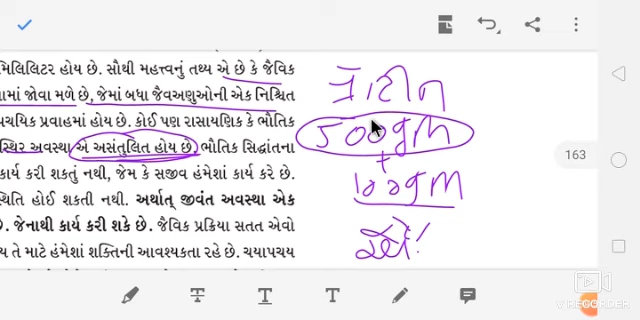 મિલિલિટર હોય છે. સૌથી મહત્ત્વનું તથ્ય એ છે કે જૈવિક
ામાં જોવા મળે છે, જેમાં બધા જૈવઅણુઓની એક નિશ્ચિત
પચયિક પ્રવાહમાં હોય છે. કોઈ પણ રાસાયણિક કે ભૌતિક
સ્થિર અવસ્થા એ અસંતુલિત હોય છે. ભૌતિક સિદ્ધાંતના
કાર્ય કરી શકતું નથી, જેમ કે સજીવ હંમેશાં કાર્ય કરે છે.
સ્થિતિ હોઈ શકતી નથી. અર્થાત્ જીવંત અવસ્થા એક
છે. જેનાથી કાર્ય કરી શકે છે. જૈવિક પ્રક્રિયા સતત એવો
ય તે માટે હંમેશાં શક્તિની આવશ્યકતા રહે છે. ચયાપચય
પ્રોટીન
500gm
+
100gm
163
RECORDER